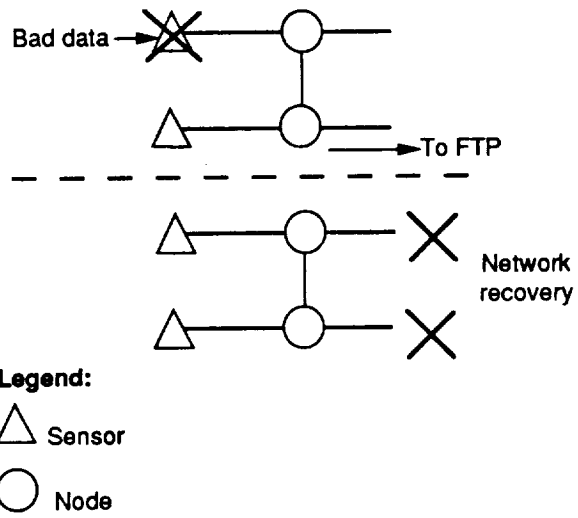 Bad data
To FTP
Network
recovery
Legend:
Sensor
Node